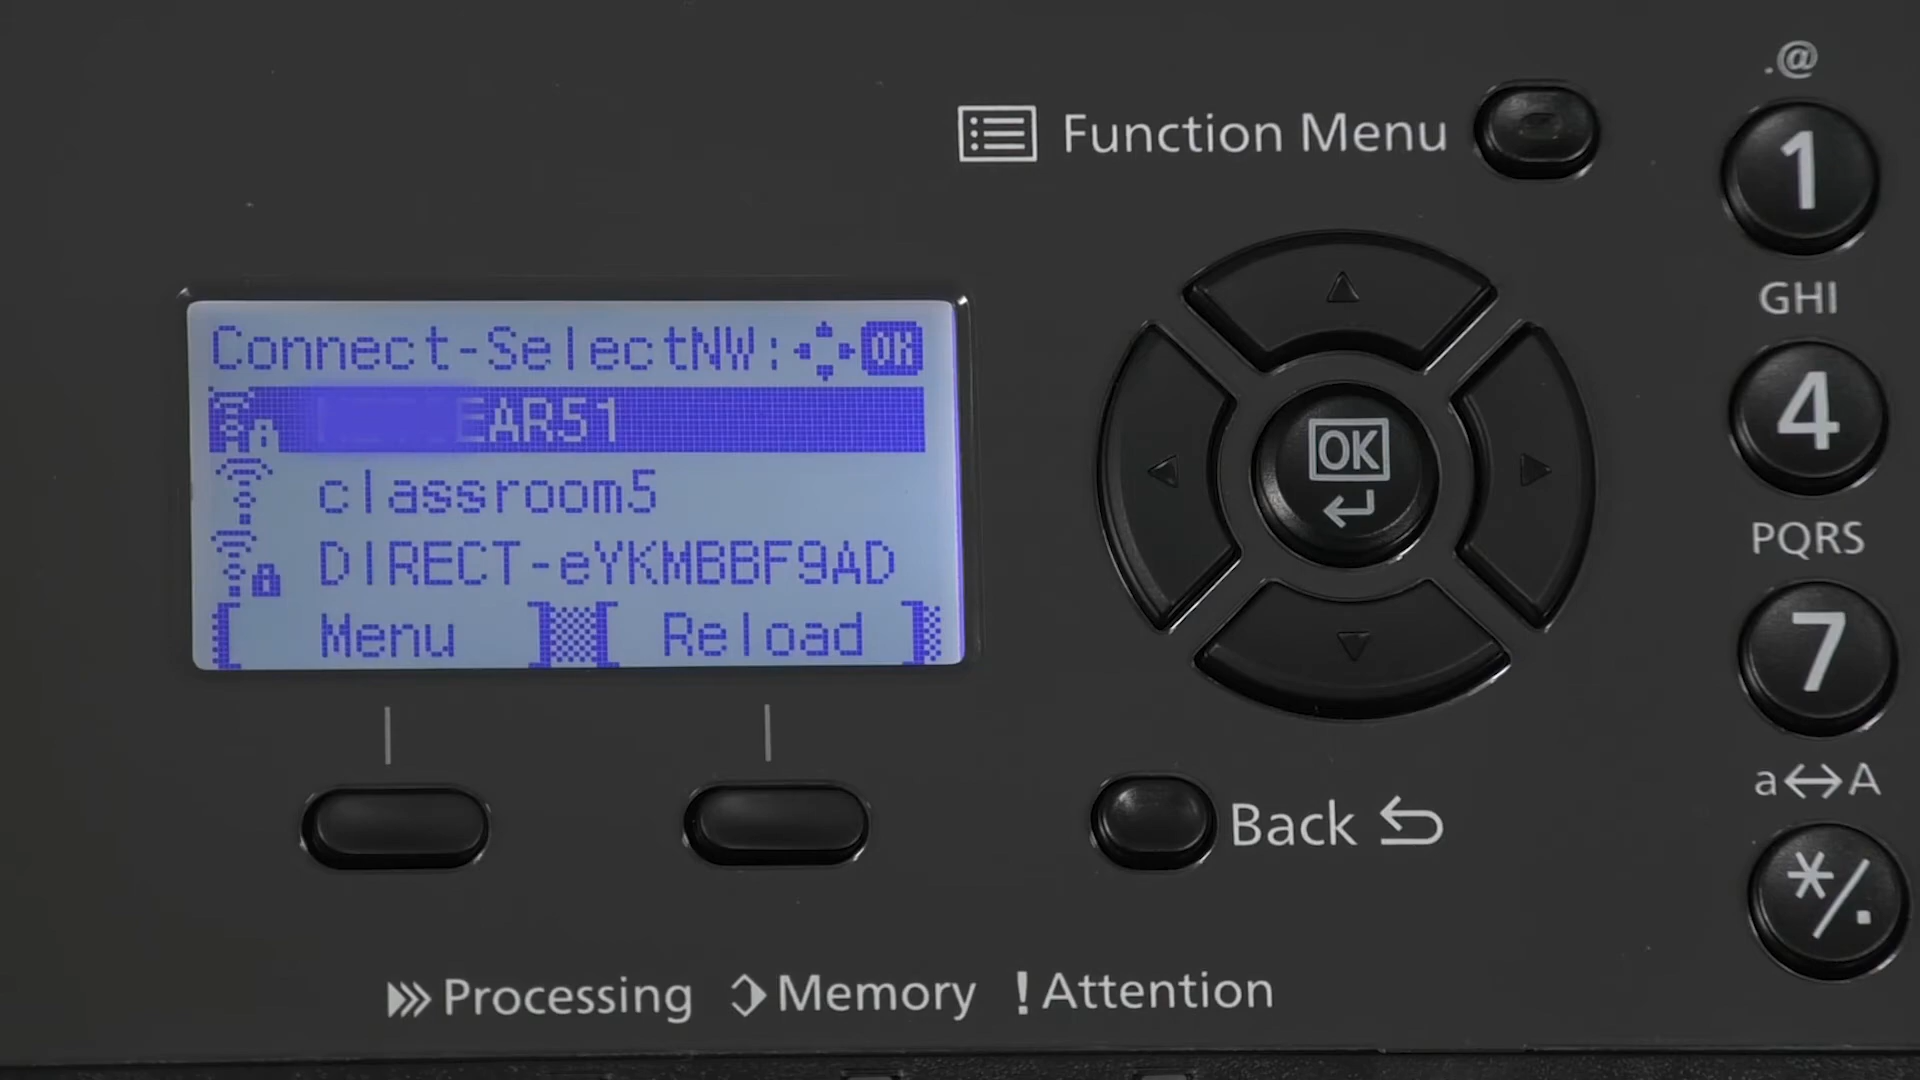 .@
Function Menu
1
GHI
Connect-SelectNW: OK
EAR51
classroom5
DIRECT-eYKMBBF9AD
[ Menu ][ Reload ]
OK
4
PQRS
7
a↔A
Back
*/.
Processing Memory !Attention